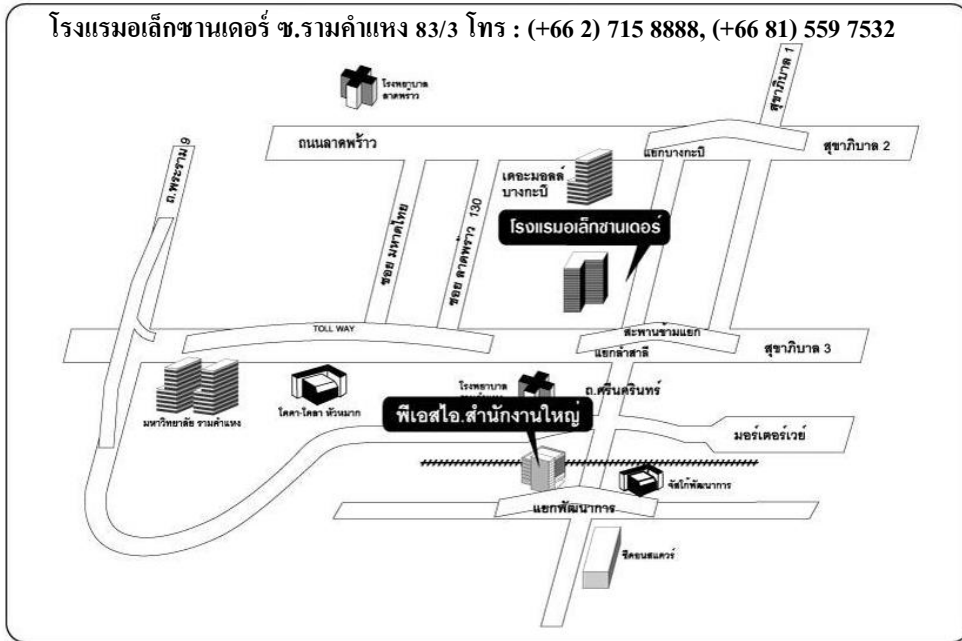 โรงแรมอเล็กซานเดอร์ ซ.รามคำแหง 83/3 โทร : (+66 2) 715 8888, (+66 81) 559 7532
โรงพยาบาล
ลาดพร้าว
สุขาภิบาล 1
ถ.พระราม 9
ถนนลาดพร้าว
แยกบางกะปิ
สุขาภิบาล 2
เดอะมอลล์
บางกะปิ
โรงแรมอเล็กซานเดอร์
ซอย มหาดไทย
ซอย ลาดพร้าว 130
TOLL WAY
สะพานข้ามแยก
แยกลำสาลี
สุขาภิบาล 3
โรงพยาบาล
ถ.ศรีนครินทร์
มหาวิทยาลัย รามคำแหง
โคคา-โคลา หัวหมาก
พีเอสไอ.สำนักงานใหญ่
มอร์เตอร์เวย์
จัสโก้พัฒนาการ
แยกพัฒนาการ
ซีคอนสแควร์